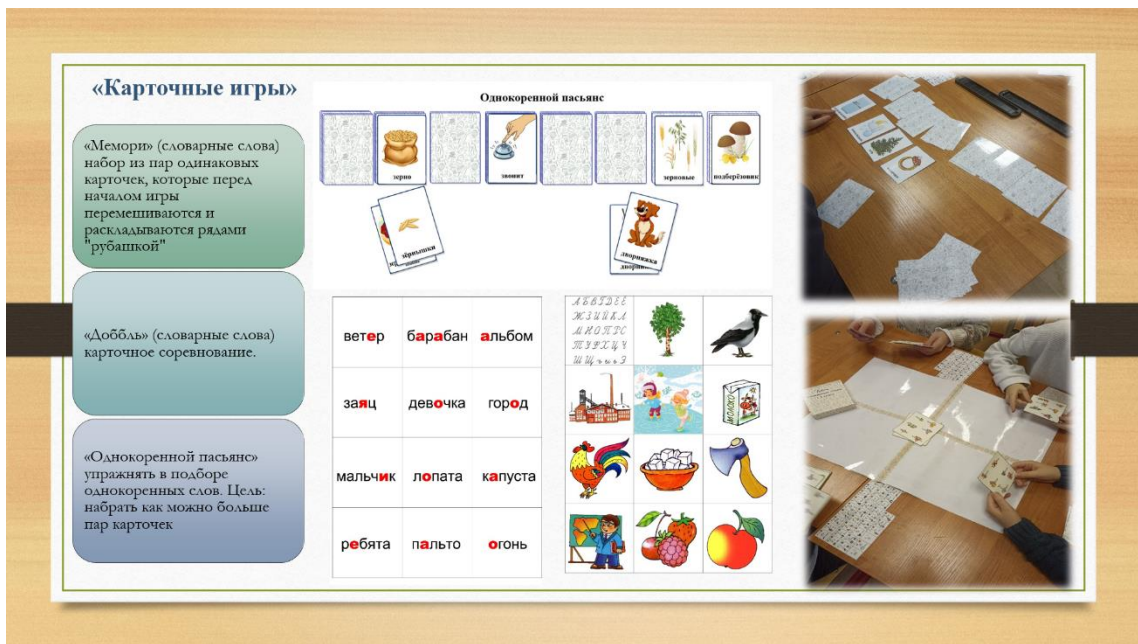 «Карточные игры»
«Мемори» (словарные слова)
набор из пар одинаковых
карточек, которые перед
началом игры
перемешиваются и
раскладываются рядами
"рубашкой"
«Доббль» (словарные слова)
карточное соревнование.
«Однокоренной пасьянс»
упражнять в подборе
однокоренных слов. Цель:
набрать как можно больше
пар карточек
Однокоренной пасьянс
зерно звонит зерновые подберёзовик
зёрнышки дворняжка
ветер барабан альбом
заяц девочка город
мальчик лопата капуста
ребята пальто огонь
А Б В Г Д Е Ё
Ж З И Й К Л
М Н О П Р С
Т У Ф Х Ц Ч
Ш Щ ъ ы ь Э
МОЛОКО